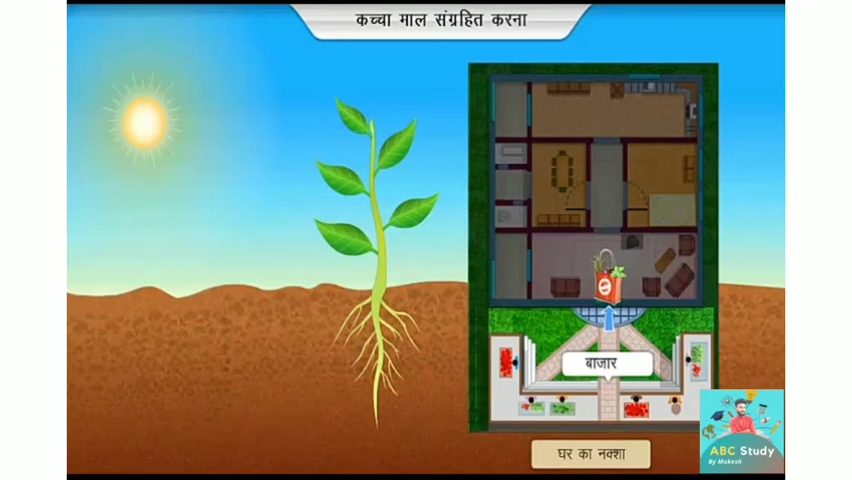 कच्चा माल संग्रहित करना
बाजार
घर का नक्शा
ABC Study
By Mukesh